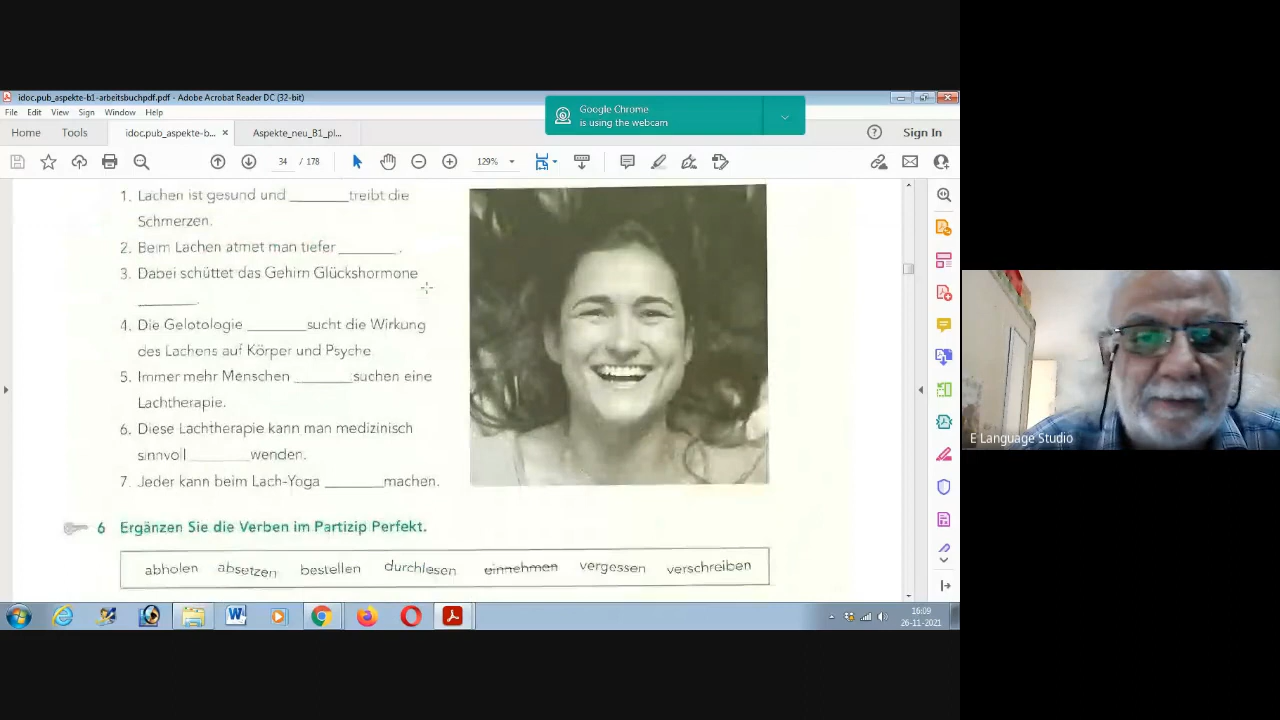 idoc.pub_aspekte-b1-arbeitsbuchpdf.pdf - Adobe Acrobat Reader DC (32-bit)
File Edit View Sign Window Help
Google Chrome
is using the webcam
Home Tools idoc.pub_aspekte-b... × Aspekte_neu_B1_pl... Sign In
34 / 178 129%
1. Lachen ist gesund und ________treibt die
Schmerzen.
2. Beim Lachen atmet man tiefer ________ .
3. Dabei schüttet das Gehirn Glückshormone
________.
4. Die Gelotologie ________sucht die Wirkung
des Lachens auf Körper und Psyche
5. Immer mehr Menschen ________suchen eine
Lachtherapie.
6. Diese Lachtherapie kann man medizinisch
sinnvoll ________wenden.
7. Jeder kann beim Lach-Yoga ________machen.
6 Ergänzen Sie die Verben im Partizip Perfekt.
abholen absetzen bestellen durchlesen einnehmen vergessen verschreiben
E Language Studio
16:09
26-11-2021